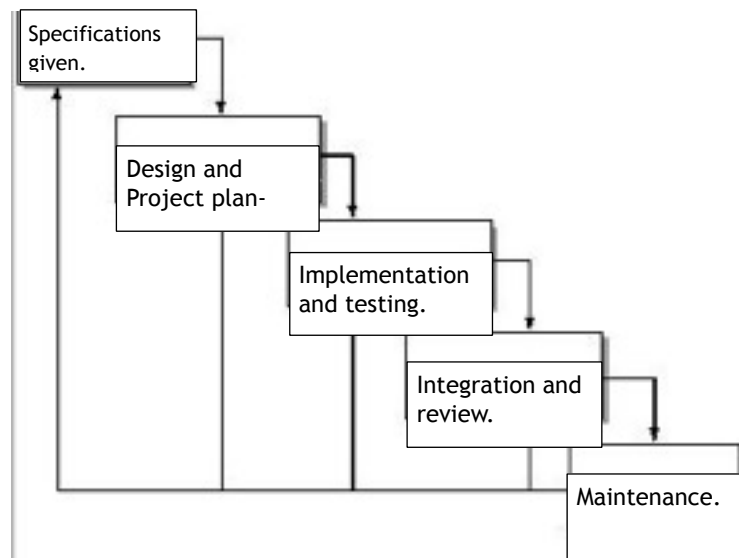 Specifications
given.
Design and
Project plan-
Implementation
and testing.
Integration and
review.
Maintenance.